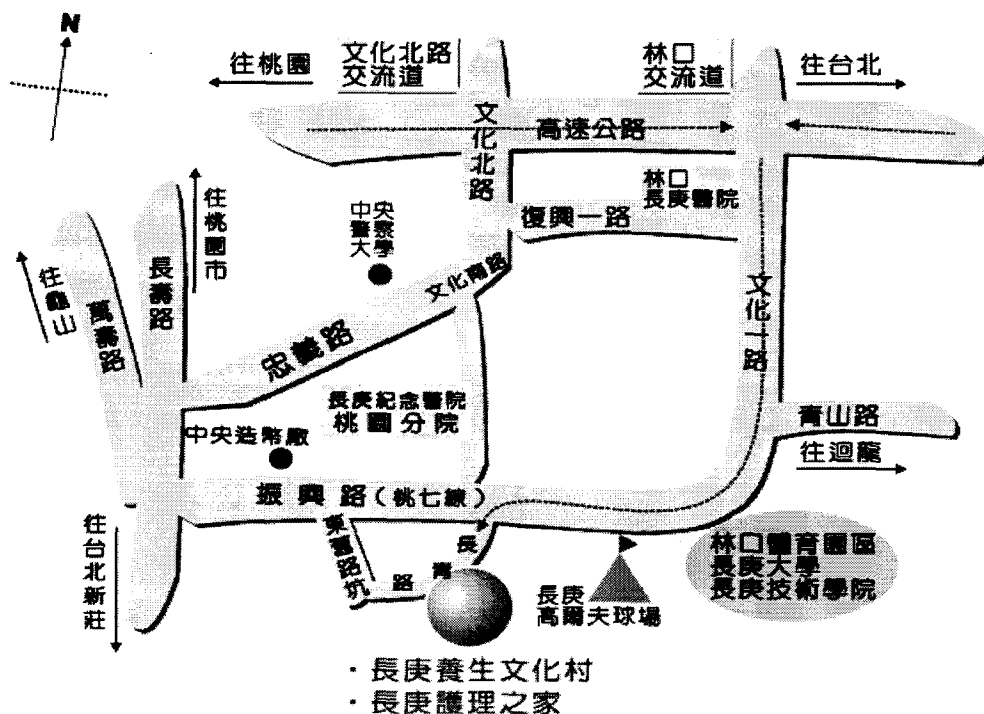 N
往桃園
文化北路
交流道
林口
交流道
往台北
高速公路
文化北路
林口
長庚醫院
復興一路
中央
警察
大學
往桃園市
往龜山
萬壽路
長壽路
文化南路
文化一路
忠義路
長庚紀念醫院
桃園分院
青山路
往迴龍
中央造幣廠
振興路(桃七線)
東舊路坑
長青路
往台北新莊
長庚
高爾夫球場
林口醫育園區
長庚大學
長庚技術學院
·長庚養生文化村
·長庚護理之家